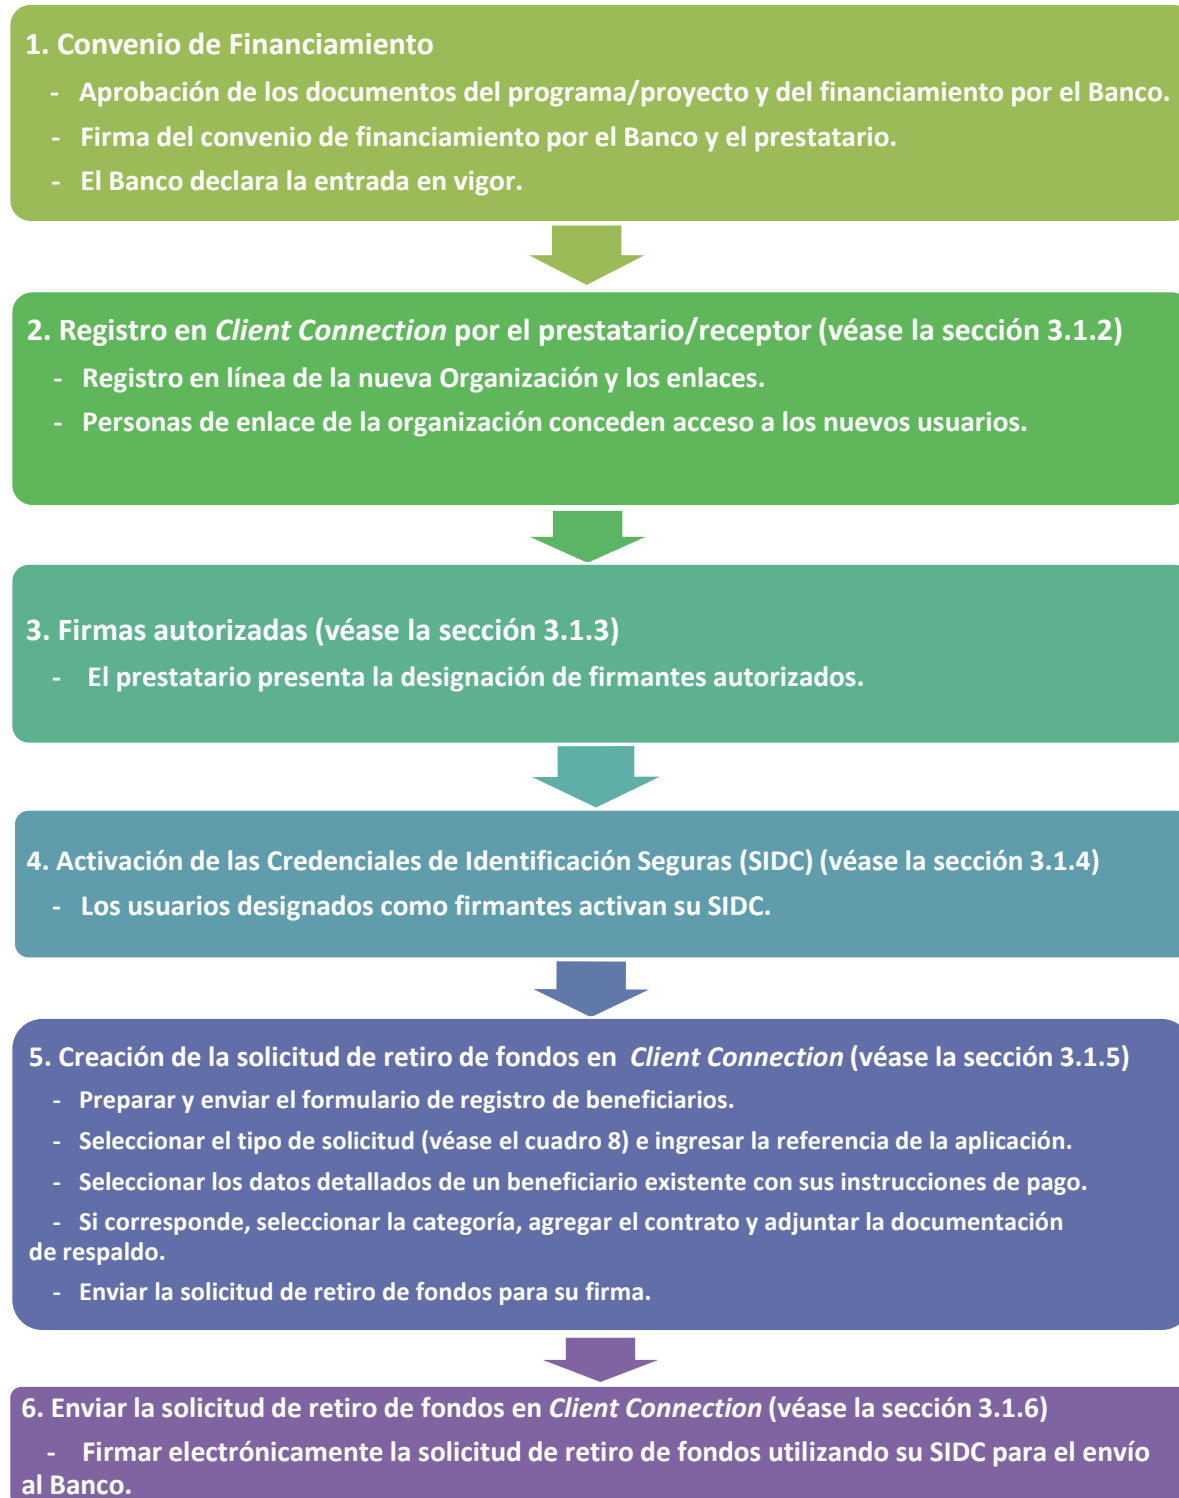 1. Convenio de Financiamiento
- Aprobación de los documentos del programa/proyecto y del financiamiento por el Banco.
- Firma del convenio de financiamiento por el Banco y el prestatario.
- El Banco declara la entrada en vigor.
2. Registro en Client Connection por el prestatario/receptor (véase la sección 3.1.2)
- Registro en línea de la nueva Organización y los enlaces.
- Personas de enlace de la organización conceden acceso a los nuevos usuarios.
3. Firmas autorizadas (véase la sección 3.1.3)
- El prestatario presenta la designación de firmantes autorizados.
4. Activación de las Credenciales de Identificación Seguras (SIDC) (véase la sección 3.1.4)
- Los usuarios designados como firmantes activan su SIDC.
5. Creación de la solicitud de retiro de fondos en Client Connection (véase la sección 3.1.5)
- Preparar y enviar el formulario de registro de beneficiarios.
- Seleccionar el tipo de solicitud (véase el cuadro 8) e ingresar la referencia de la aplicación.
- Seleccionar los datos detallados de un beneficiario existente con sus instrucciones de pago.
- Si corresponde, seleccionar la categoría, agregar el contrato y adjuntar la documentación
de respaldo.
- Enviar la solicitud de retiro de fondos para su firma.
6. Enviar la solicitud de retiro de fondos en Client Connection (véase la sección 3.1.6)
- Firmar electrónicamente la solicitud de retiro de fondos utilizando su SIDC para el envío
al Banco.